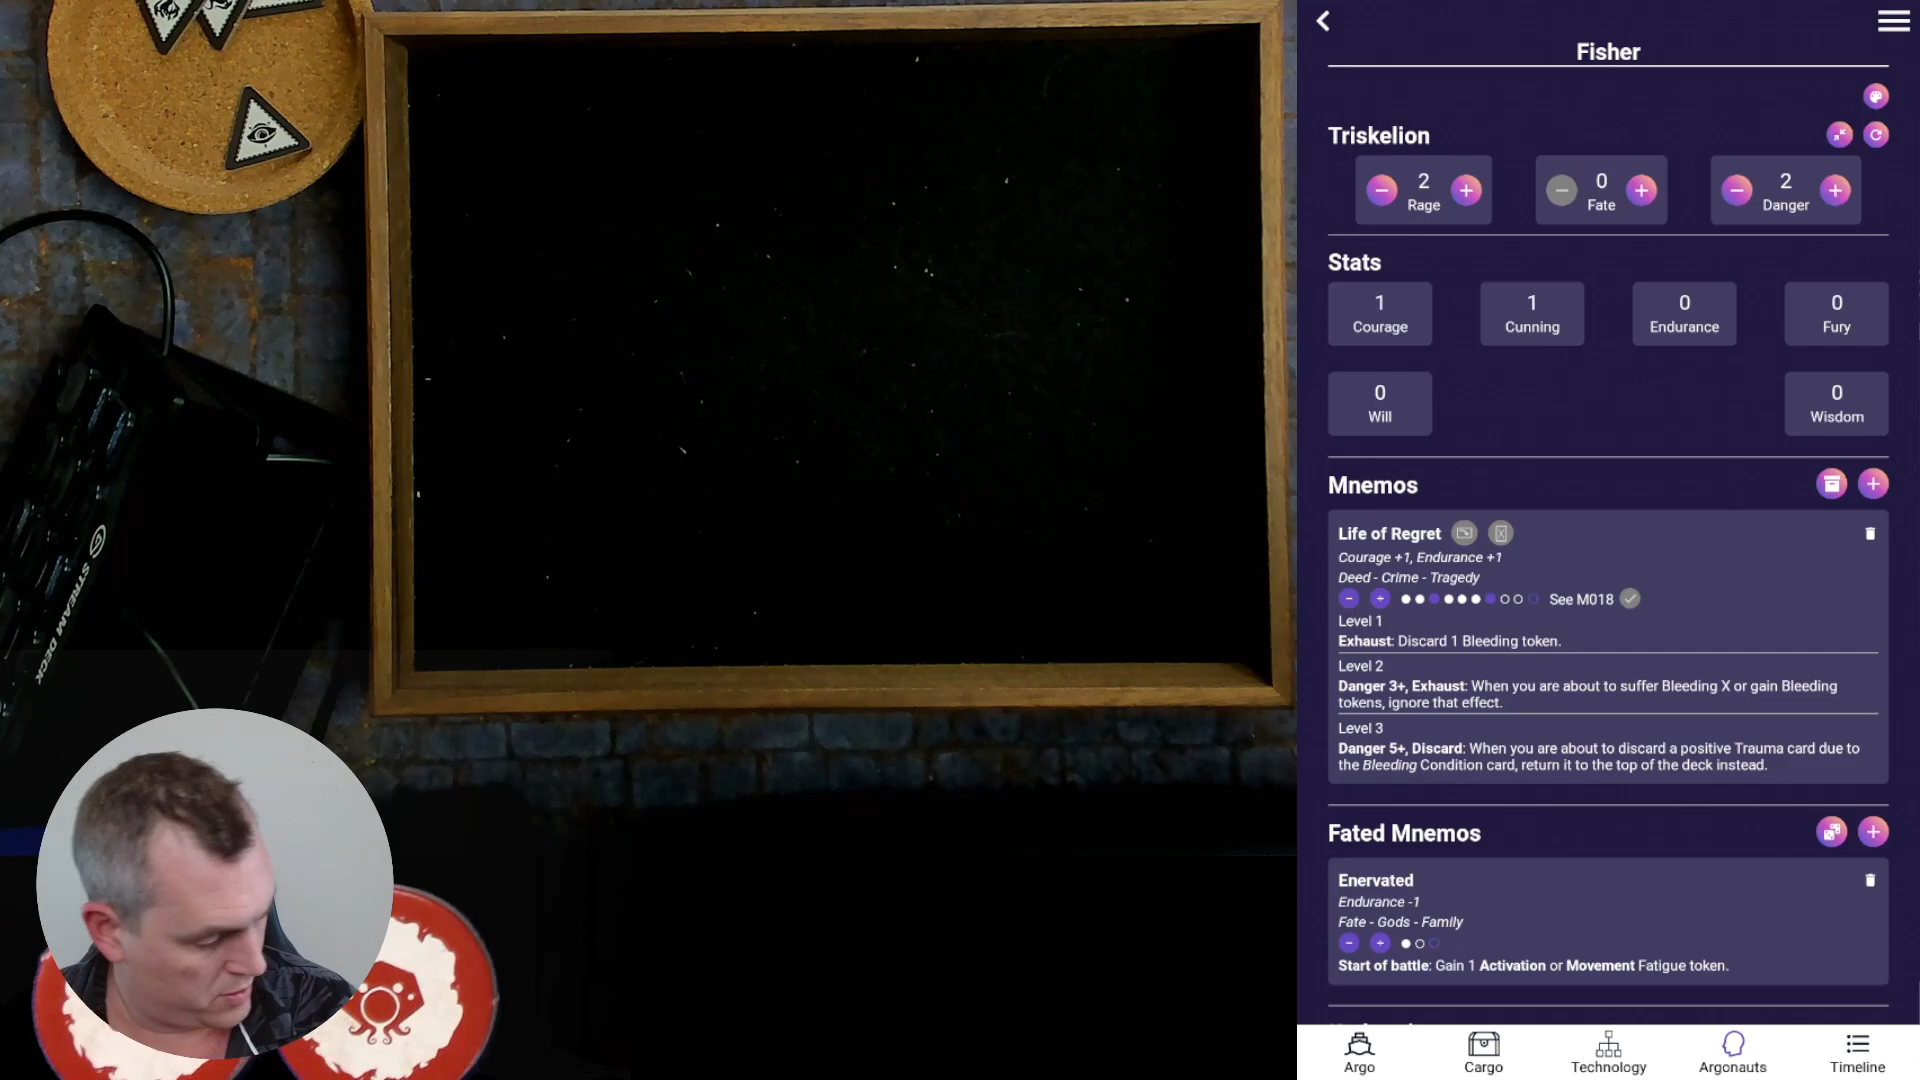 Fisher
Triskelion
2
Rage
0
Fate
2
Danger
Stats
1
Courage
1
Cunning
0
Endurance
0
Fury
0
Will
0
Wisdom
Mnemos
Life of Regret
Courage +1, Endurance +1
Deed - Crime - Tragedy
See M018
Level 1
Exhaust: Discard 1 Bleeding token.
Level 2
Danger 3+, Exhaust: When you are about to suffer Bleeding X or gain Bleeding
tokens, ignore that effect.
Level 3
Danger 5+, Discard: When you are about to discard a positive Trauma card due to
the Bleeding Condition card, return it to the top of the deck instead.
Fated Mnemos
Enervated
Endurance -1
Fate - Gods - Family
Start of battle: Gain 1 Activation or Movement Fatigue token.
Argo
Cargo
Technology
Argonauts
Timeline
STREAM DECK